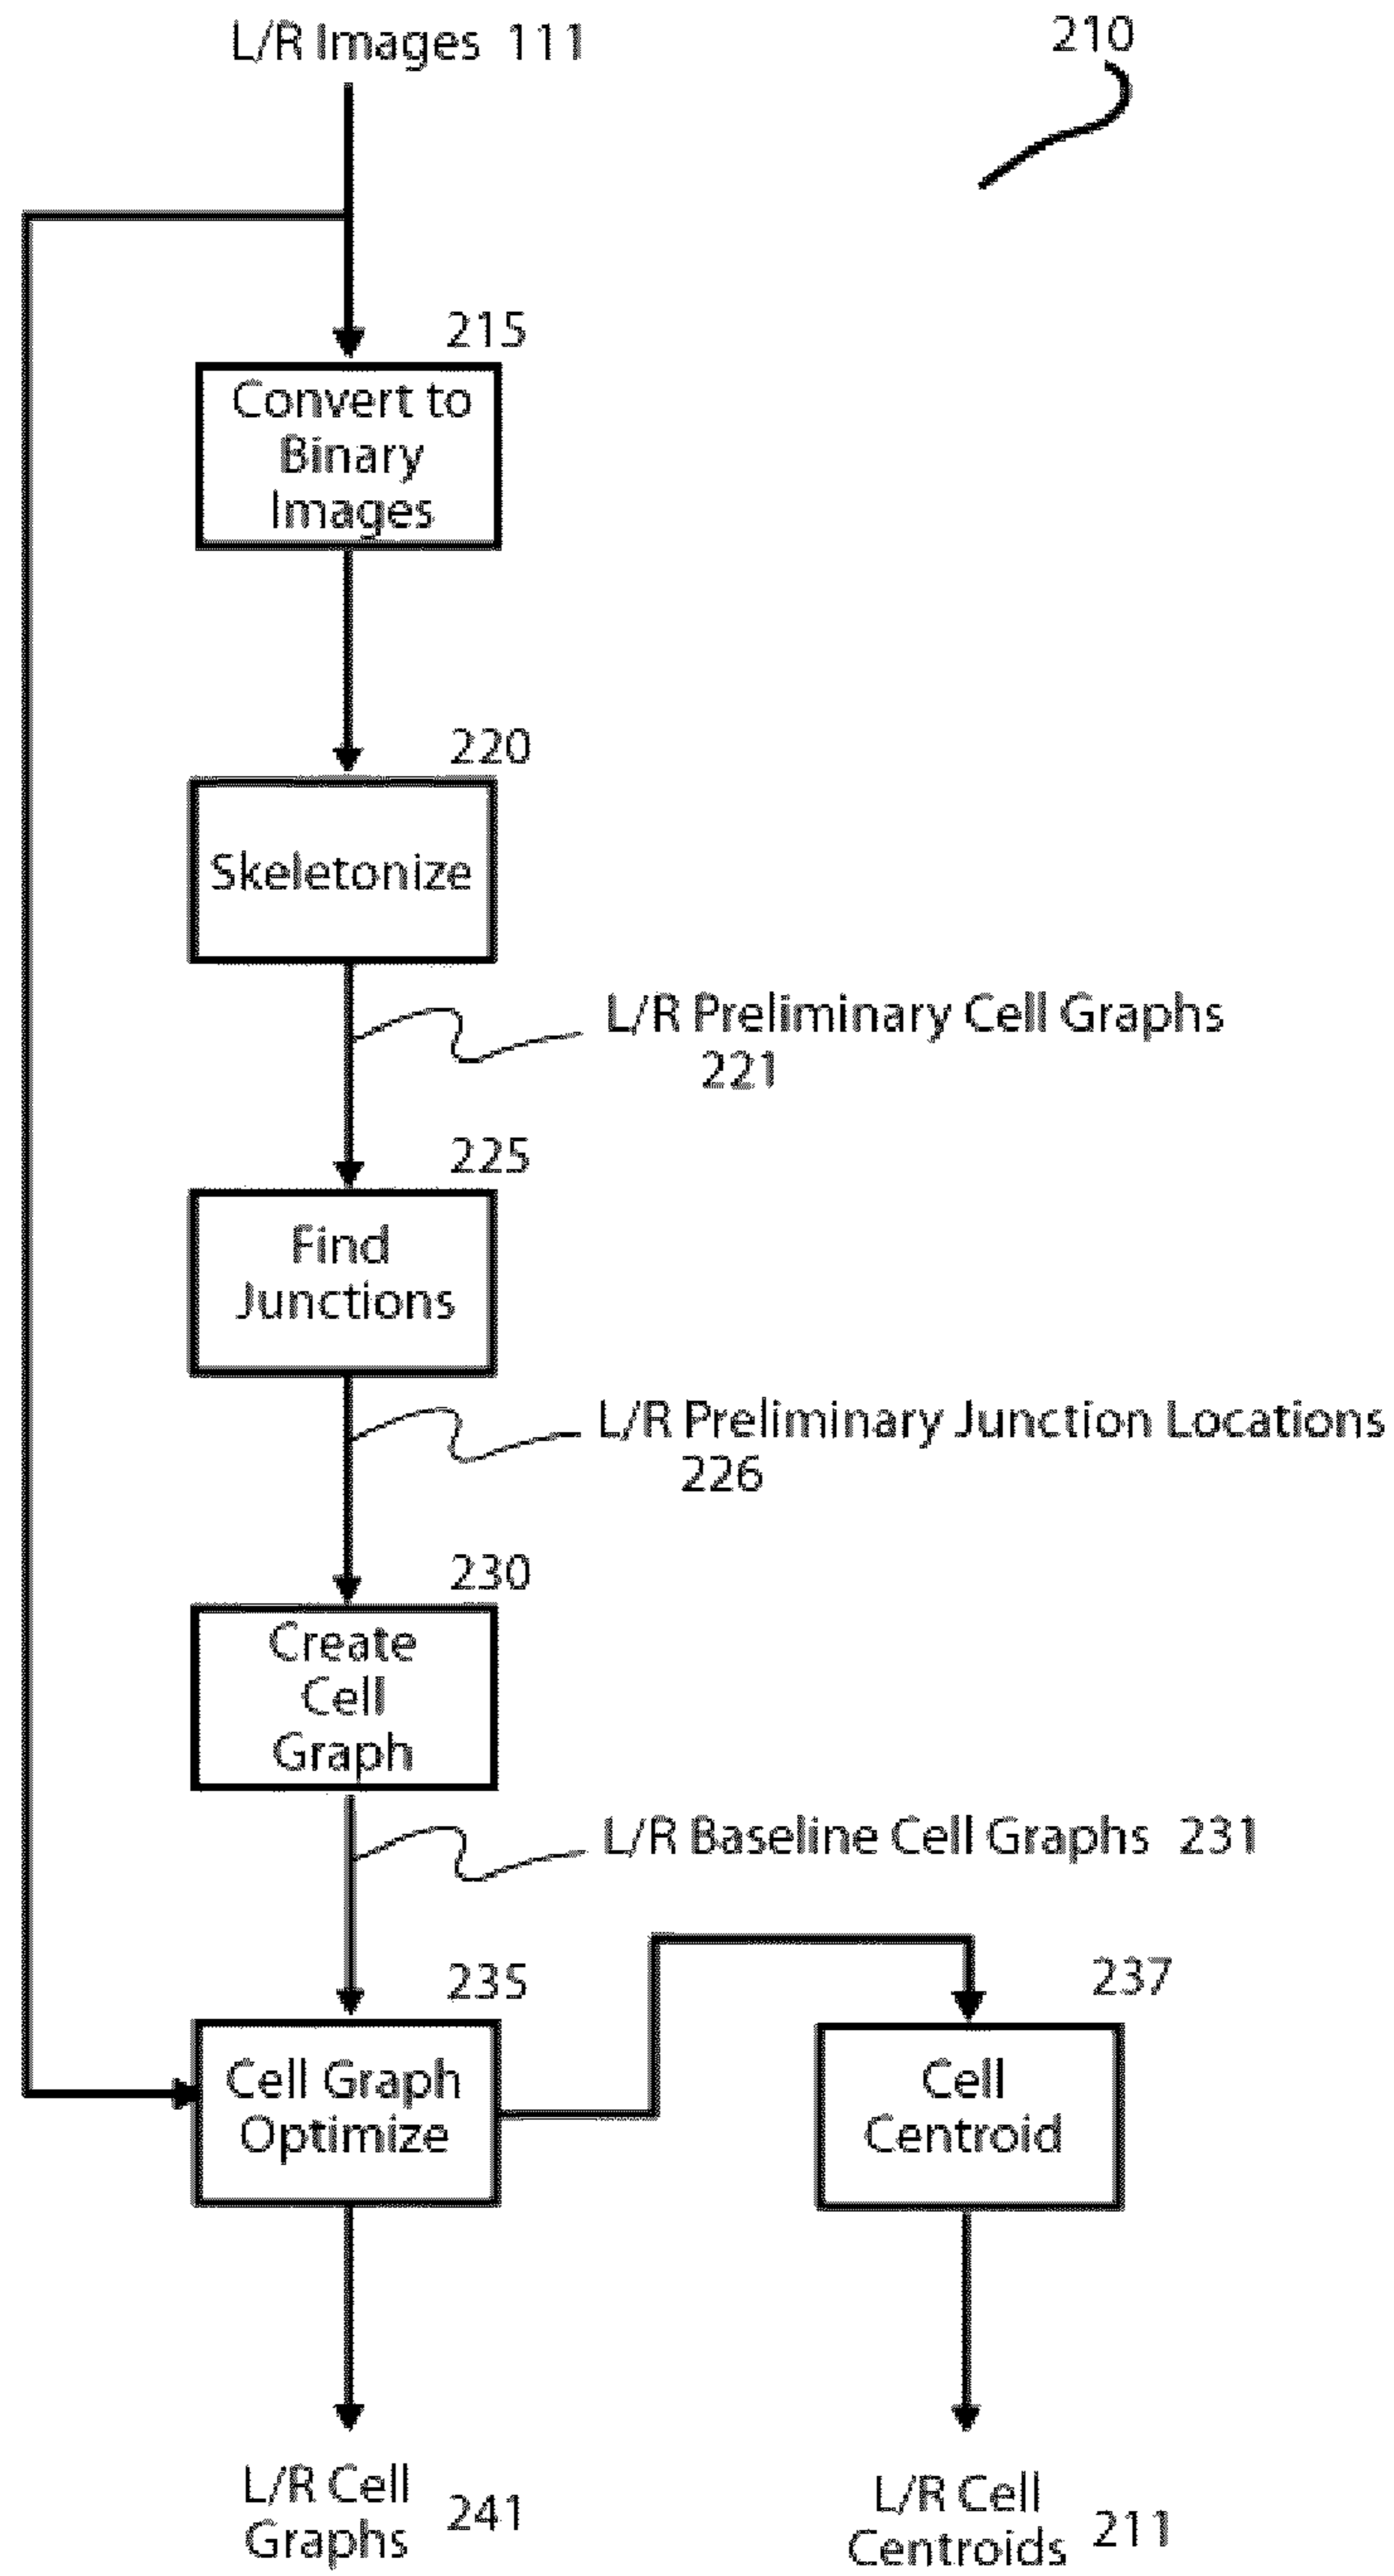 L/R Images 111
210
215
Convert to
Binary
Images
220
Skeletonize
L/R Preliminary Cell Graphs
221
225
Find
Junctions
L/R Preliminary Junction Locations
226
230
Create
Cell
Graph
L/R Baseline Cell Graphs 231
235
Cell Graph
Optimize
237
Cell
Centroid
L/R Cell
Graphs 241
L/R Cell
Centroids 211